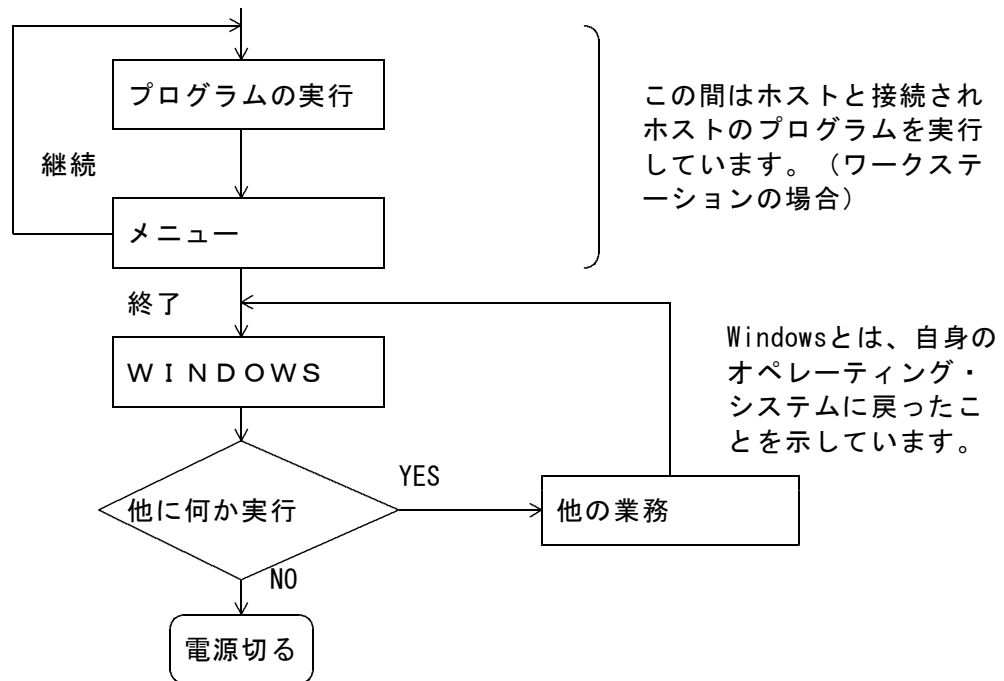 プログラムの実行
この間はホストと接続され
ホストのプログラムを実行
しています。（ワークステ
ーションの場合）
継続
メニュー
終了
Windowsとは、自身の
オペレーティング・
システムに戻ったこ
とを示しています。
ＷＩＮＤＯＷＳ
YES
他に何か実行
他の業務
NO
電源切る